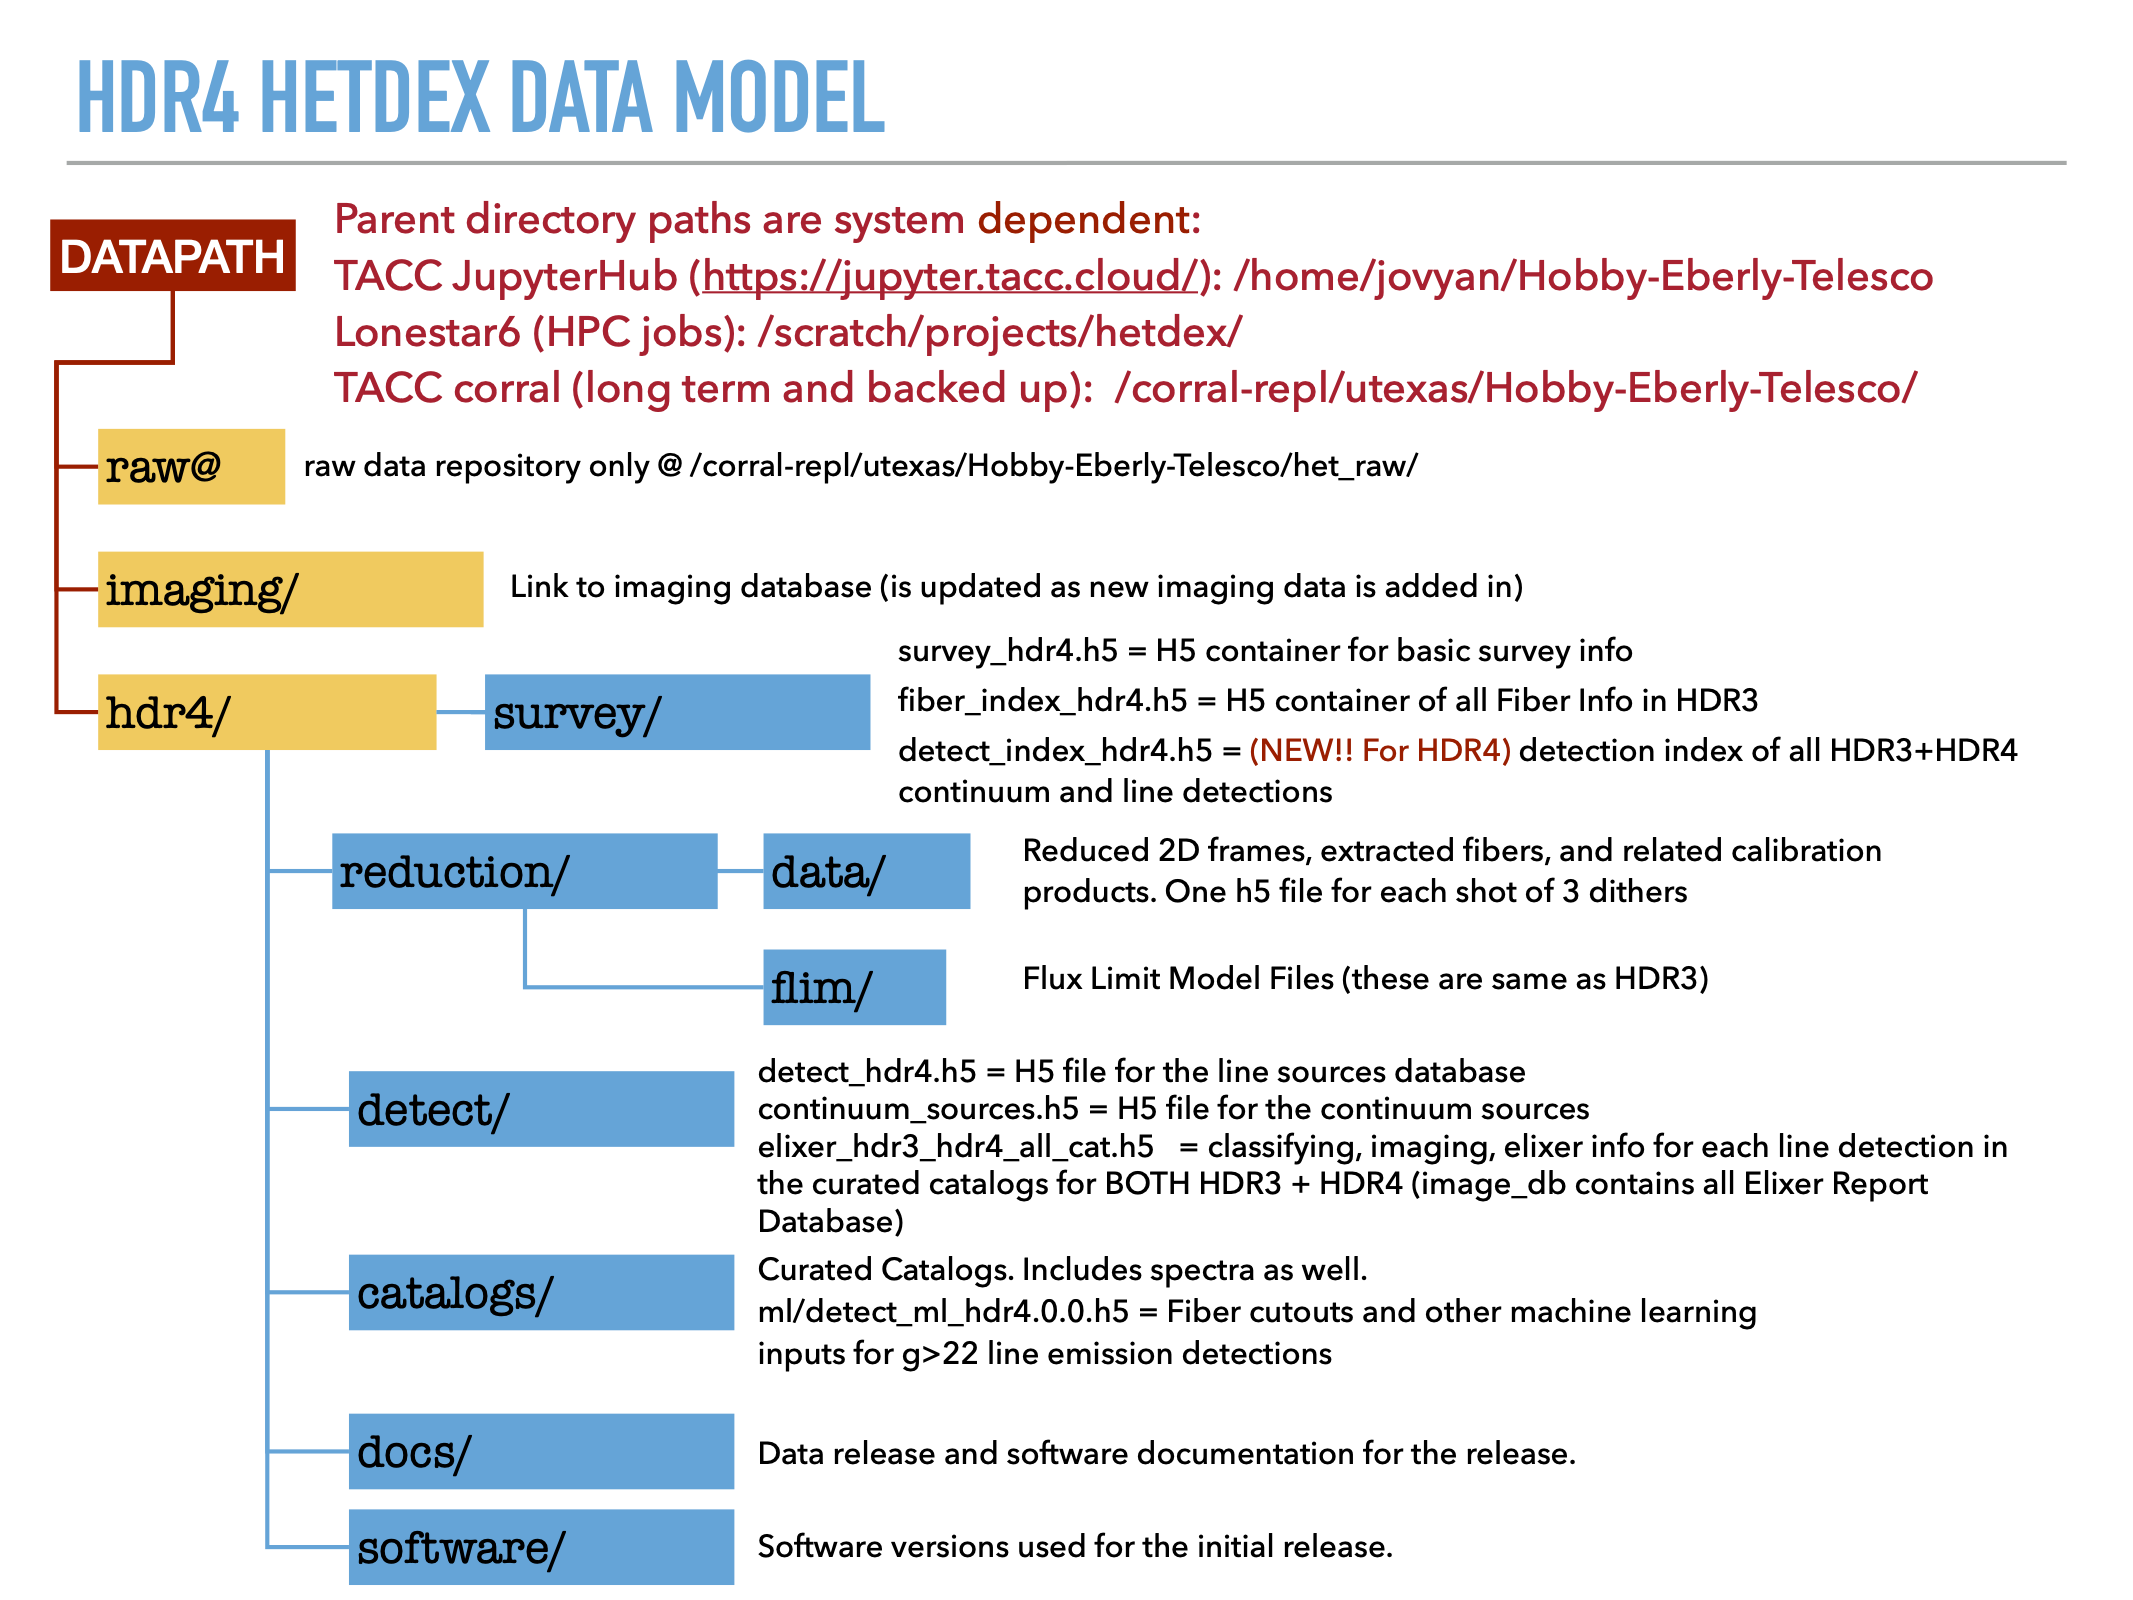 HDR4 HETDEX DATA MODEL
DATAPATH
Parent directory paths are system dependent:
TACC JupyterHub (https://jupyter.tacc.cloud/): /home/jovyan/Hobby-Eberly-Telesco
Lonestar6 (HPC jobs): /scratch/projects/hetdex/
TACC corral (long term and backed up):  /corral-repl/utexas/Hobby-Eberly-Telesco/
raw@
raw data repository only @ /corral-repl/utexas/Hobby-Eberly-Telesco/het_raw/
imaging/
Link to imaging database (is updated as new imaging data is added in)
hdr4/
survey/
survey_hdr4.h5 = H5 container for basic survey info
fiber_index_hdr4.h5 = H5 container of all Fiber Info in HDR3
detect_index_hdr4.h5 = (NEW!! For HDR4) detection index of all HDR3+HDR4
continuum and line detections
reduction/
data/
Reduced 2D frames, extracted fibers, and related calibration
products. One h5 file for each shot of 3 dithers
flim/
Flux Limit Model Files (these are same as HDR3)
detect/
detect_hdr4.h5 = H5 file for the line sources database
continuum_sources.h5 = H5 file for the continuum sources
elixer_hdr3_hdr4_all_cat.h5   = classifying, imaging, elixer info for each line detection in
the curated catalogs for BOTH HDR3 + HDR4 (image_db contains all Elixer Report
Database)
catalogs/
Curated Catalogs. Includes spectra as well.
ml/detect_ml_hdr4.0.0.h5 = Fiber cutouts and other machine learning
inputs for g>22 line emission detections
docs/
Data release and software documentation for the release.
software/
Software versions used for the initial release.